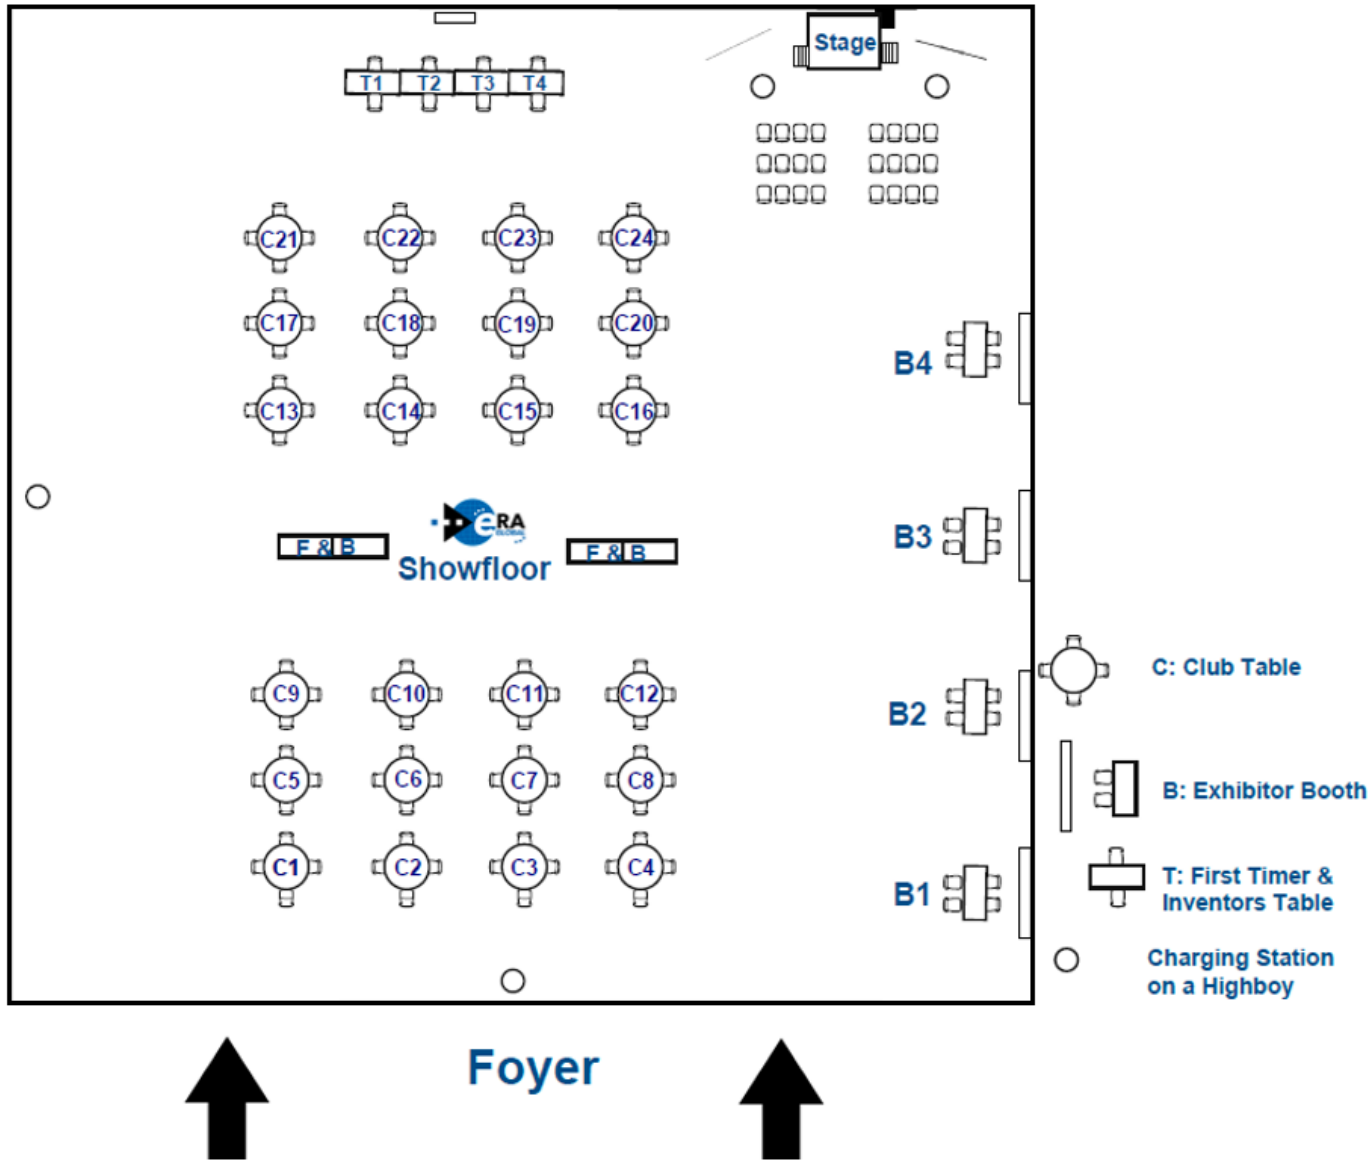 Stage
T1 T2 T3 T4
C21 C22 C23 C24
C17 C18 C19 C20
B4
C13 C14 C15 C16
eRA
GLOBAL
B3
F & B
F & B
Showfloor
C: Club Table
C9 C10 C11 C12
B2
C5 C6 C7 C8
B: Exhibitor Booth
C1 C2 C3 C4
B1
T: First Timer &
Inventors Table
Charging Station
on a Highboy
Foyer